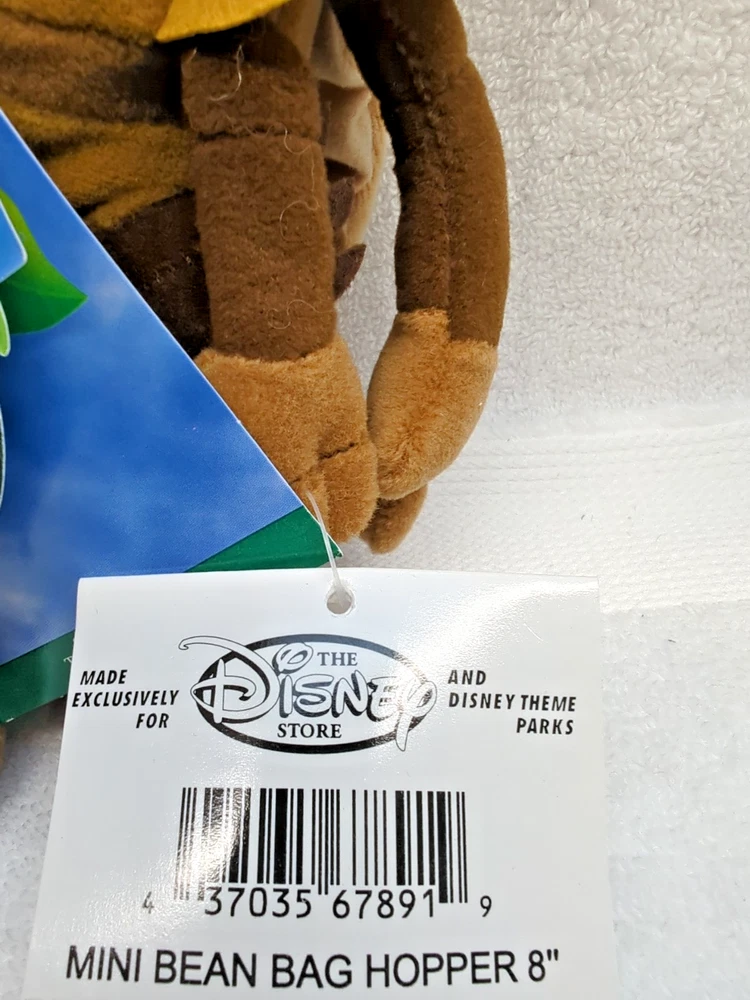 MADE
EXCLUSIVELY
FOR
THE
DISNEY
STORE
AND
DISNEY THEME
PARKS
4 37035 67891 9
MINI BEAN BAG HOPPER 8"